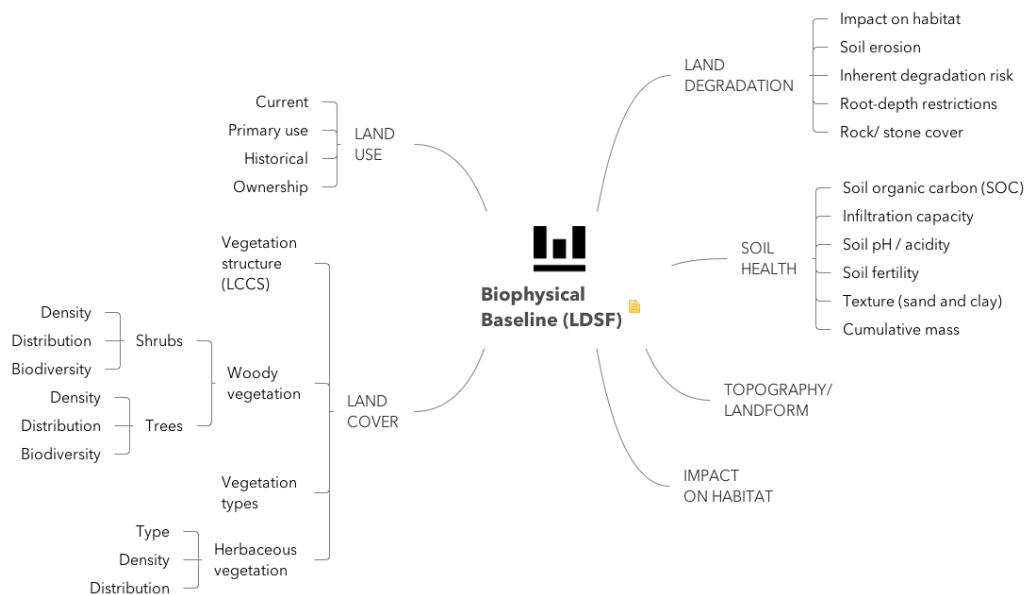 Biophysical
Baseline (LDSF)
LAND
DEGRADATION
Impact on habitat
Soil erosion
Inherent degradation risk
Root-depth restrictions
Rock/ stone cover
SOIL
HEALTH
Soil organic carbon (SOC)
Infiltration capacity
Soil pH / acidity
Soil fertility
Texture (sand and clay)
Cumulative mass
TOPOGRAPHY/
LANDFORM
IMPACT
ON HABITAT
LAND
USE
Current
Primary use
Historical
Ownership
LAND
COVER
Vegetation
structure
(LCCS)
Woody
vegetation
Shrubs
Density
Distribution
Biodiversity
Trees
Density
Distribution
Biodiversity
Vegetation
types
Herbaceous
vegetation
Type
Density
Distribution